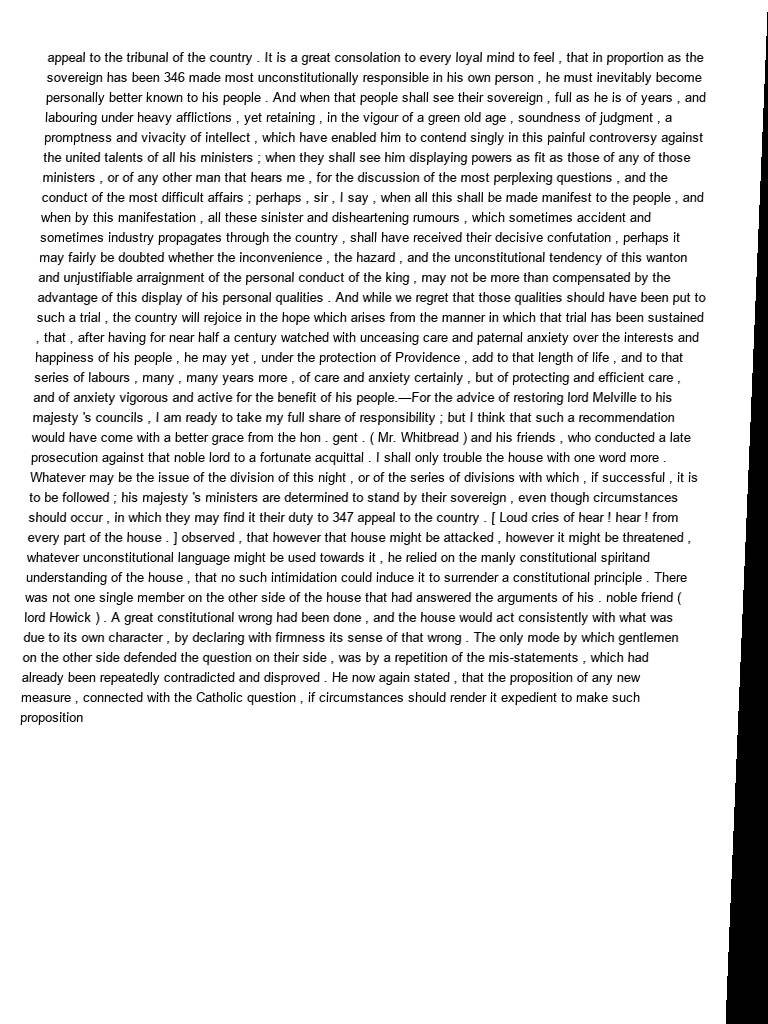 appeal to the tribunal of the country . It is a great consolation to every loyal mind to feel , that in proportion as the
sovereign has been 346 made most unconstitutionally responsible in his own person , he must inevitably become
personally better known to his people . And when that people shall see their sovereign , full as he is of years , and
labouring under heavy afflictions , yet retaining , in the vigour of a green old age , soundness of judgment , a
promptness and vivacity of intellect , which have enabled him to contend singly in this painful controversy against
the united talents of all his ministers ; when they shall see him displaying powers as fit as those of any of those
ministers , or of any other man that hears me , for the discussion of the most perplexing questions , and the
conduct of the most difficult affairs ; perhaps , sir , I say , when all this shall be made manifest to the people , and
when by this manifestation , all these sinister and disheartening rumours , which sometimes accident and
sometimes industry propagates through the country , shall have received their decisive confutation , perhaps it
may fairly be doubted whether the inconvenience , the hazard , and the unconstitutional tendency of this wanton
and unjustifiable arraignment of the personal conduct of the king , may not be more than compensated by the
advantage of this display of his personal qualities . And while we regret that those qualities should have been put to
such a trial , the country will rejoice in the hope which arises from the manner in which that trial has been sustained
, that , after having for near half a century watched with unceasing care and paternal anxiety over the interests and
happiness of his people , he may yet , under the protection of Providence , add to that length of life , and to that
series of labours , many , many years more , of care and anxiety certainly , but of protecting and efficient care ,
and of anxiety vigorous and active for the benefit of his people.—For the advice of restoring lord Melville to his
majesty 's councils , I am ready to take my full share of responsibility ; but I think that such a recommendation
would have come with a better grace from the hon . gent . ( Mr. Whitbread ) and his friends , who conducted a late
prosecution against that noble lord to a fortunate acquittal . I shall only trouble the house with one word more .
Whatever may be the issue of the division of this night , or of the series of divisions with which , if successful , it is
to be followed ; his majesty 's ministers are determined to stand by their sovereign , even though circumstances
should occur , in which they may find it their duty to 347 appeal to the country . [ Loud cries of hear ! hear ! from
every part of the house . ] observed , that however that house might be attacked , however it might be threatened ,
whatever unconstitutional language might be used towards it , he relied on the manly constitutional spiritand
understanding of the house , that no such intimidation could induce it to surrender a constitutional principle . There
was not one single member on the other side of the house that had answered the arguments of his . noble friend (
lord Howick ) . A great constitutional wrong had been done , and the house would act consistently with what was
due to its own character , by declaring with firmness its sense of that wrong . The only mode by which gentlemen
on the other side defended the question on their side , was by a repetition of the mis-statements , which had
already been repeatedly contradicted and disproved . He now again stated , that the proposition of any new
measure , connected with the Catholic question , if circumstances should render it expedient to make such
proposition